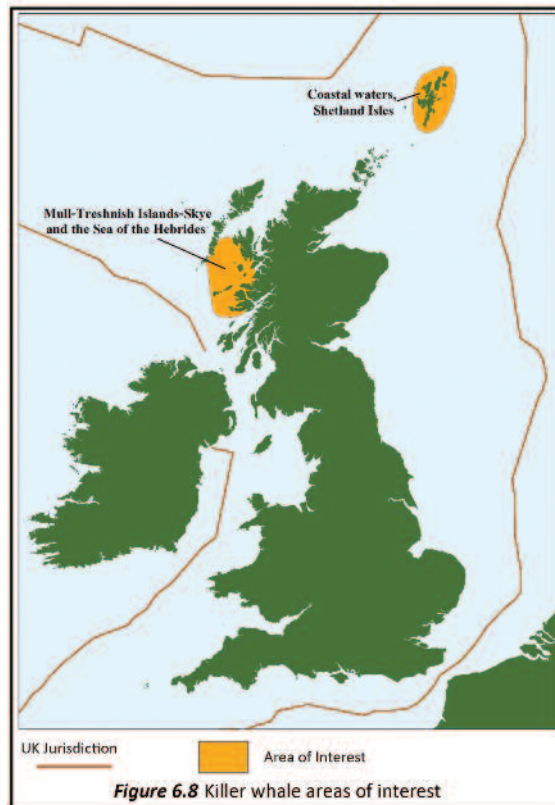 Coastal waters,
Shetland Isles
Mull-Treshnish Islands-Skye
and the Sea of the Hebrides
UK Jurisdiction
Area of Interest
Figure 6.8 Killer whale areas of interest